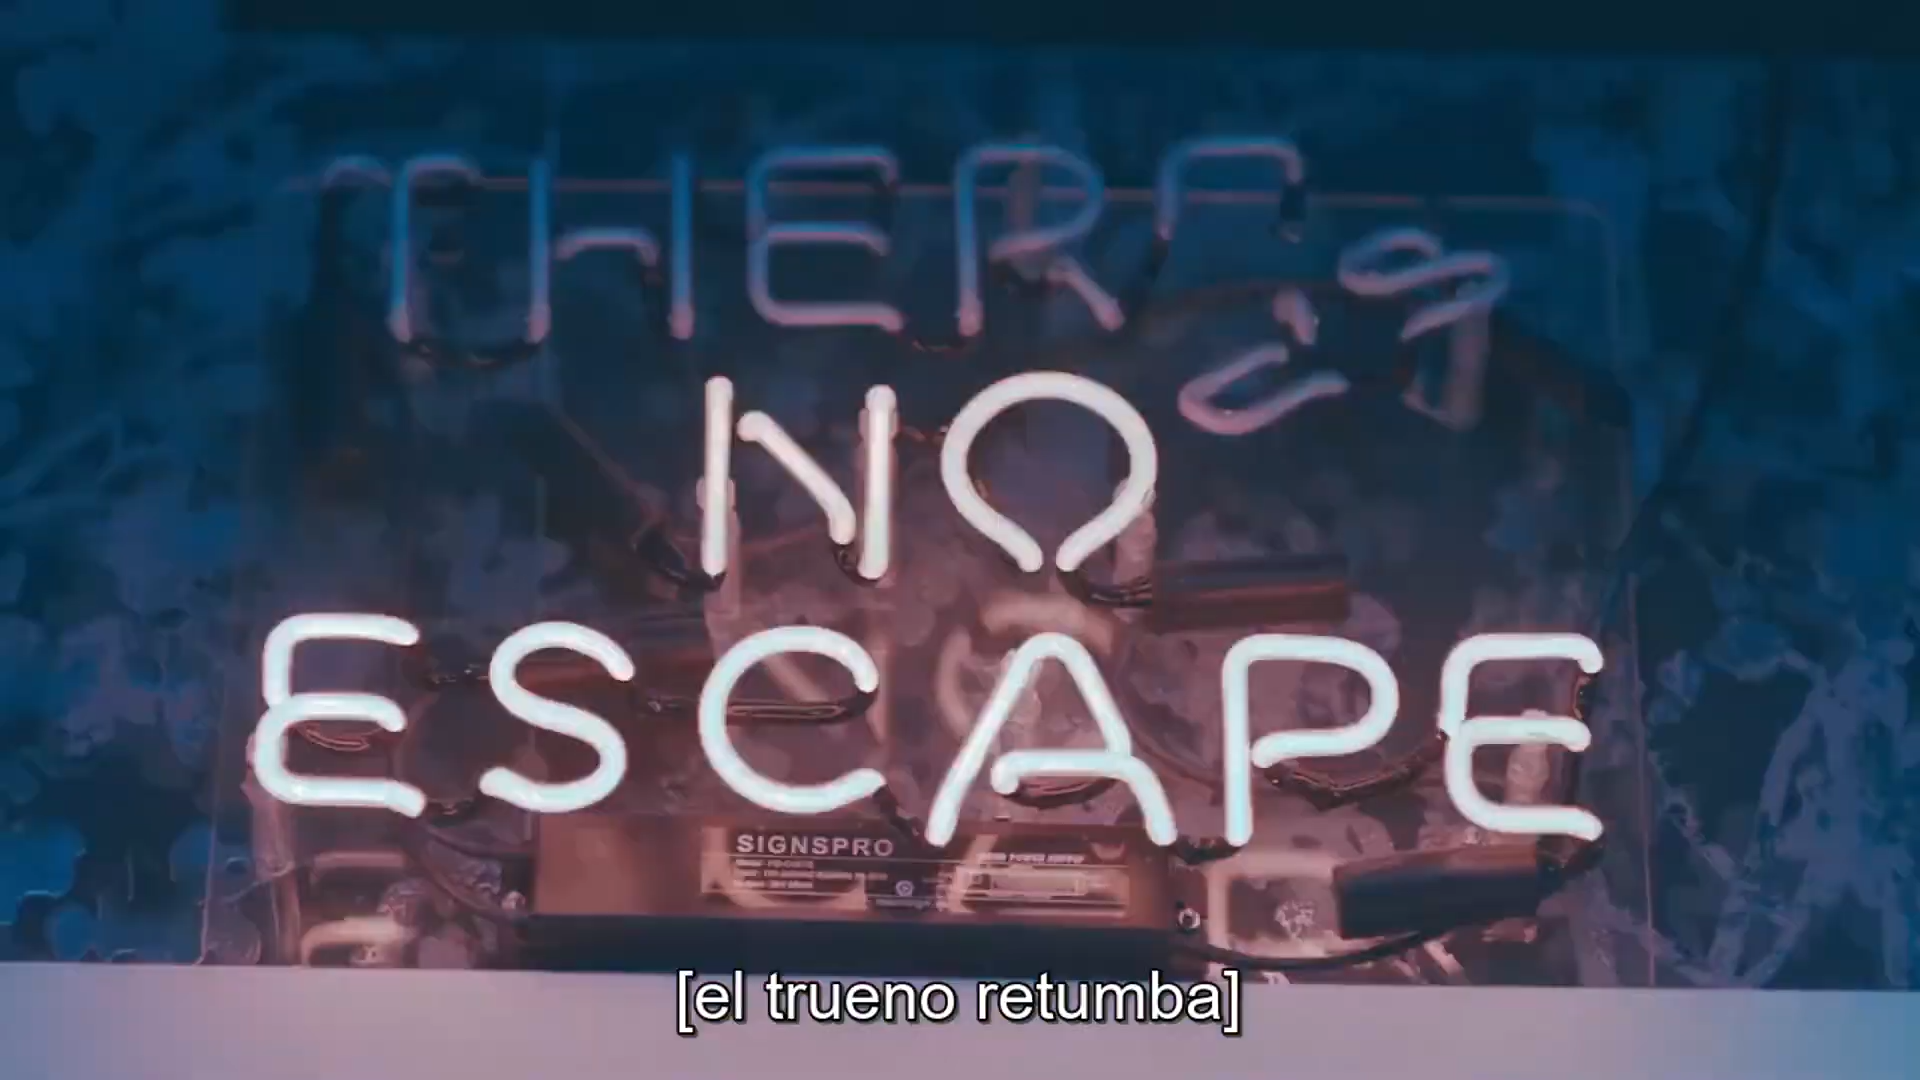 THERE'S
NO
ESCAPE
SIGNSPRO
[el trueno retumba]